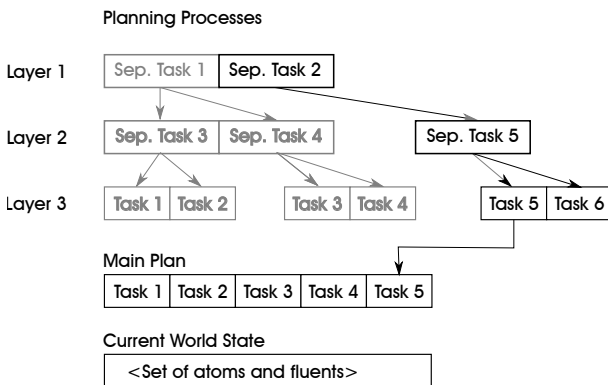 Planning Processes
Layer 1 Sep. Task 1 Sep. Task 2
Layer 2 Sep. Task 3 Sep. Task 4 Sep. Task 5
Layer 3 Task 1 Task 2 Task 3 Task 4 Task 5 Task 6
Main Plan
Task 1 Task 2 Task 3 Task 4 Task 5
Current World State
<Set of atoms and fluents>